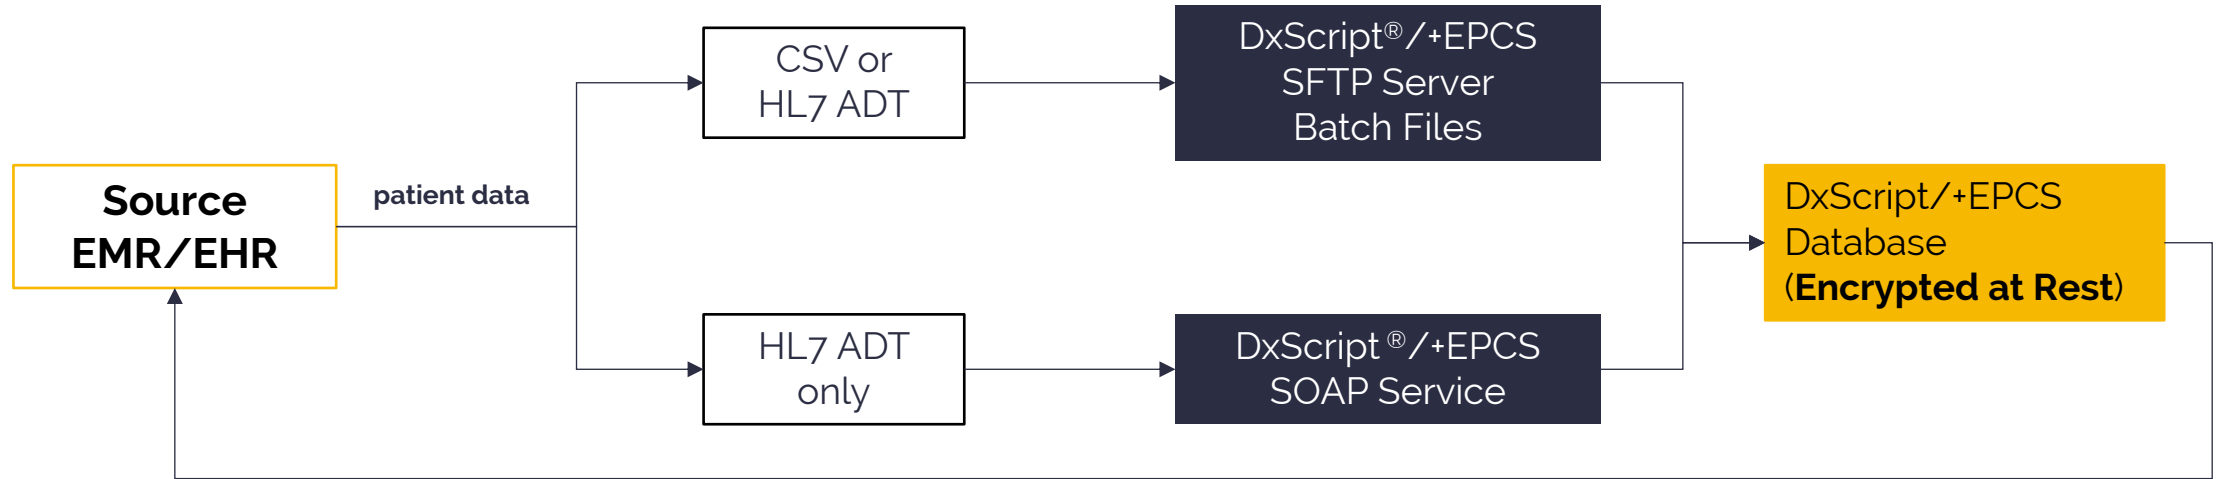 Source
EMR/EHR
patient data
CSV or
HL7 ADT
DxScript®/+EPCS
SFTP Server
Batch Files
HL7 ADT
only
DxScript ®/+EPCS
SOAP Service
DxScript/+EPCS
Database
(Encrypted at Rest)